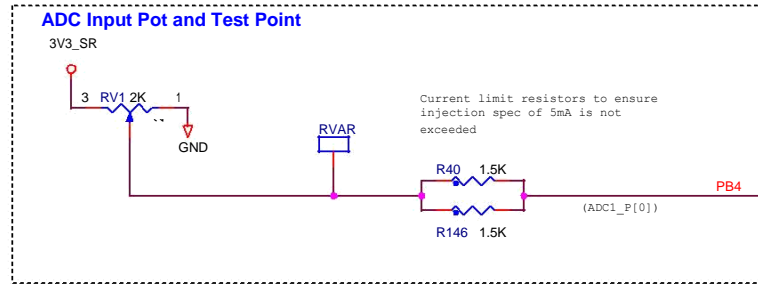 ADC Input Pot and Test Point
3V3_SR
3 RV1 2K 1
GND
RVAR
Current limit resistors to ensure
injection spec of 5mA is not
exceeded
R40 1.5K
PB4
(ADC1_P[0])
R146 1.5K